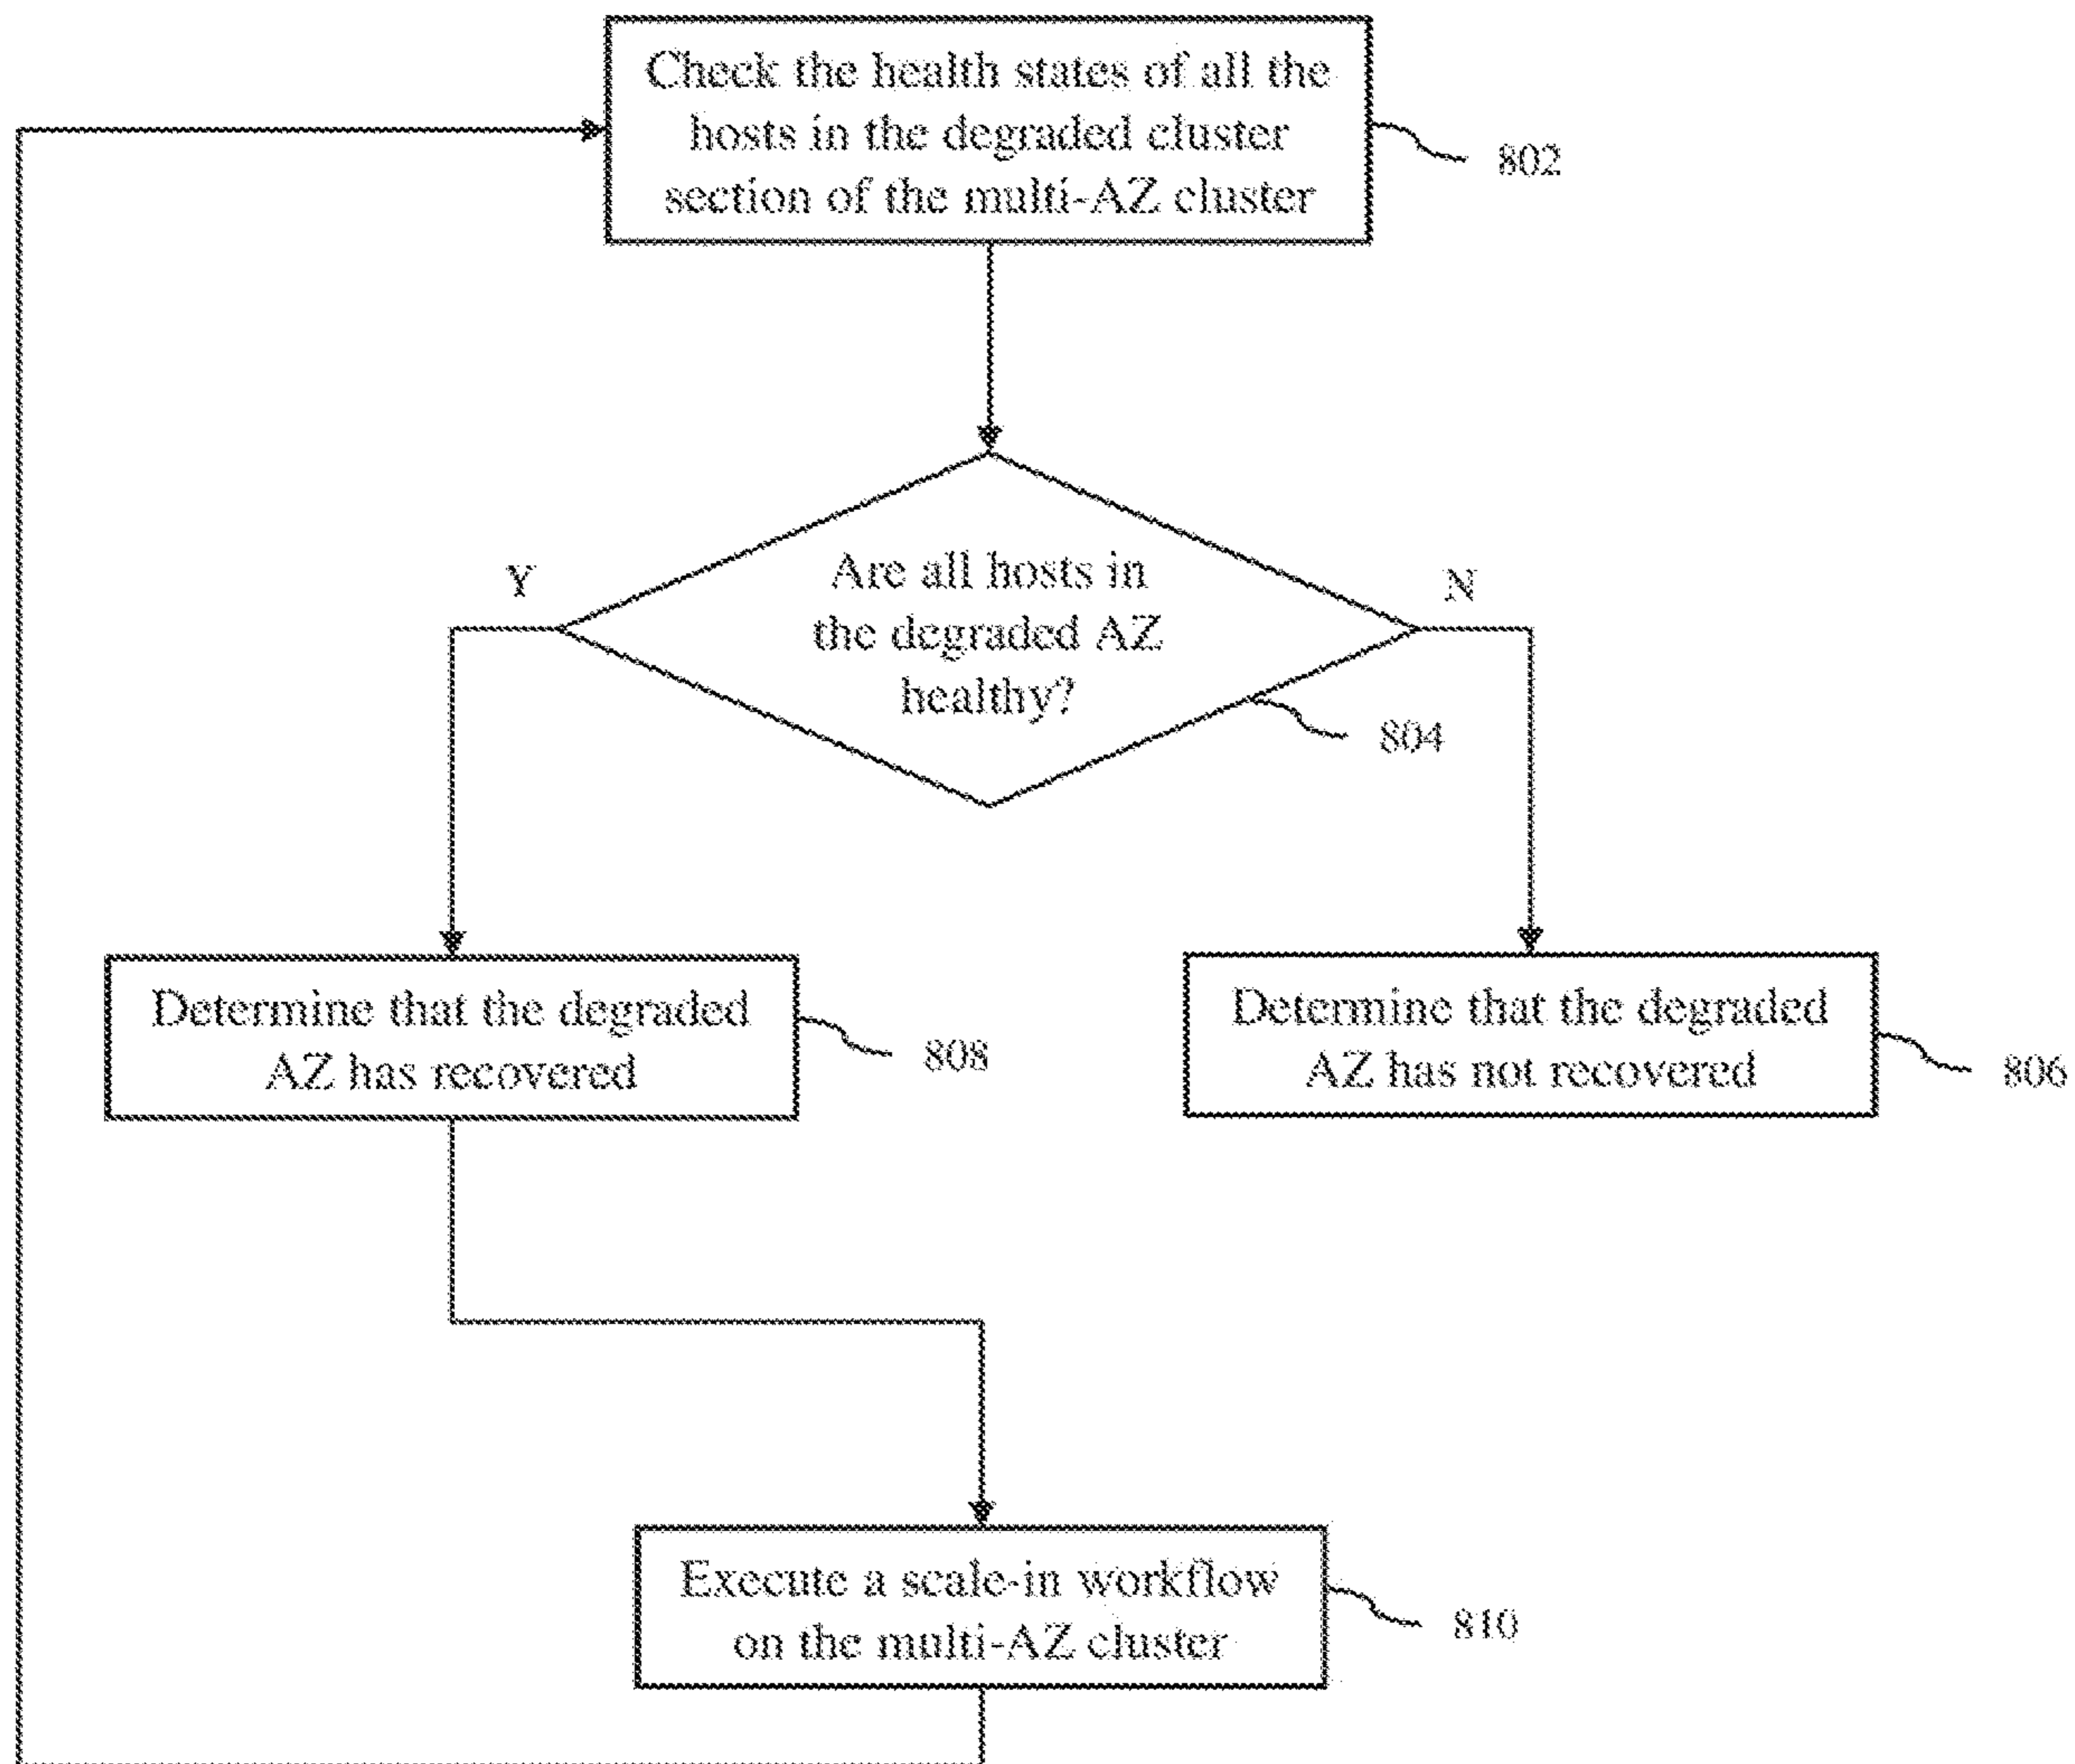 Check the health states of all the
hosts in the degraded cluster
section of the multi-AZ cluster
802
Y
N
Are all hosts in
the degraded AZ
healthy?
804
Determine that the degraded
AZ has recovered
808
Determine that the degraded
AZ has not recovered
806
Execute a scale-in workflow
on the multi-AZ cluster
810